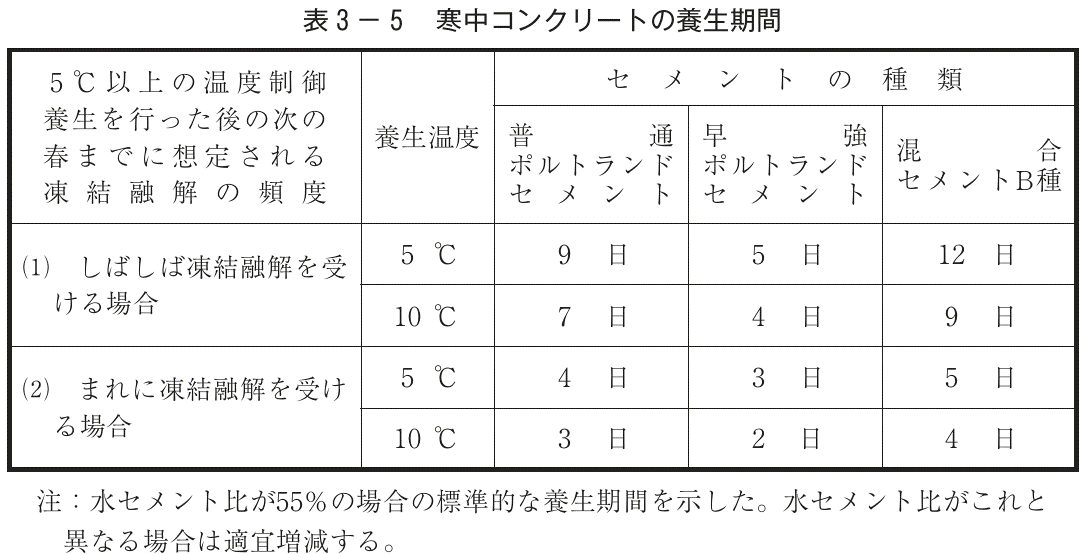 表3－5　寒中コンクリートの養生期間
5℃以上の温度制御
養生を行った後の次の
春までに想定される
凍結融解の頻度
養生温度
セメントの種類
普通
ポルトランド
セメント
早強
ポルトランド
セメント
混合
セメントB種
⑴　しばしば凍結融解を受
ける場合
5℃　9日　5日　12日
10℃　7日　4日　9日
⑵　まれに凍結融解を受け
る場合
5℃　4日　3日　5日
10℃　3日　2日　4日
注：水セメント比が55％の場合の標準的な養生期間を示した。水セメント比がこれと
異なる場合は適宜増減する。